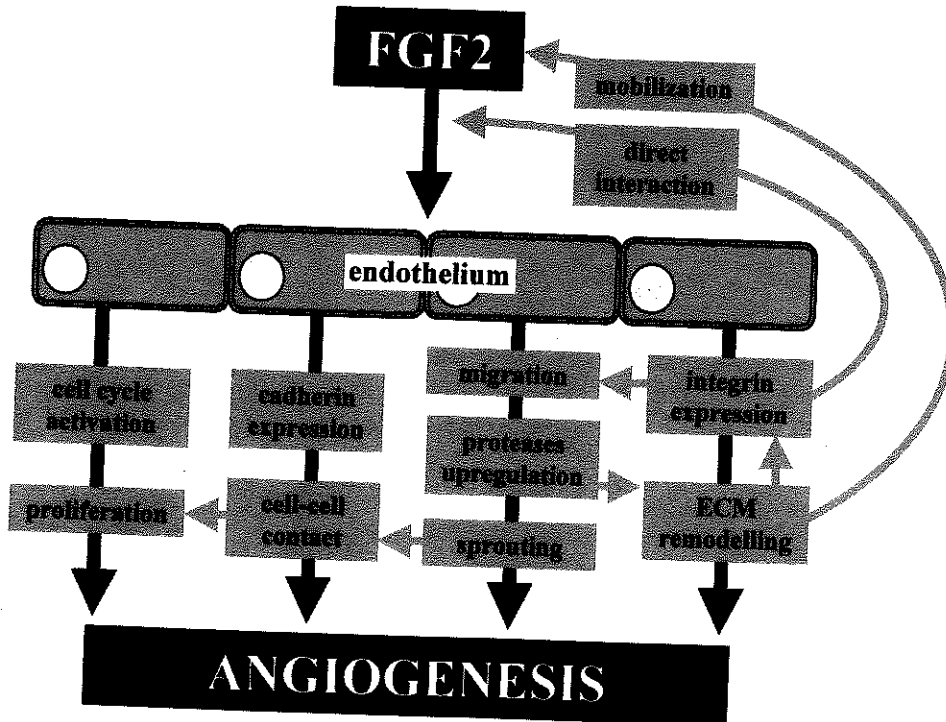 FGF2
mobilization
direct
interaction
endothelium
cell cycle
activation
cadherin
expression
migration
proteases
upregulation
integrin
expression
proliferation
cell-cell
contact
sprouting
ECM
remodelling
ANGIOGENESIS